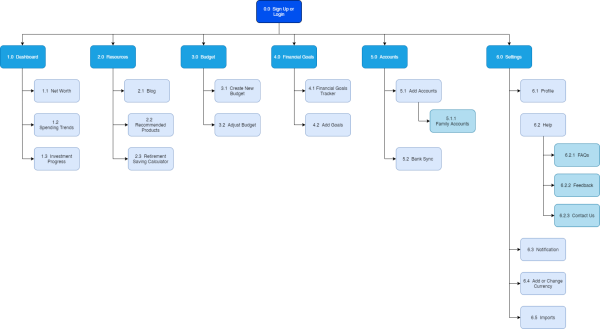 0.0 Sign Up or
Login
1.0 Dashboard
2.0 Resources
3.0 Budget
4.0 Financial Goals
5.0 Accounts
6.0 Settings
1.1 Net Worth
1.2
Spending Trends
1.3 Investment
Progress
2.1 Blog
2.2
Recommended
Products
2.3 Retirement
Saving Calculator
3.1 Create New
Budget
3.2 Adjust Budget
4.1 Financial Goals
Tracker
4.2 Add Goals
5.1 Add Accounts
5.1.1
Family Accounts
5.2 Bank Sync
6.1 Profile
6.2 Help
6.2.1 FAQs
6.2.2 Feedback
6.2.3 Contact Us
6.3 Notification
6.4 Add or Change
Currency
6.5 Imports